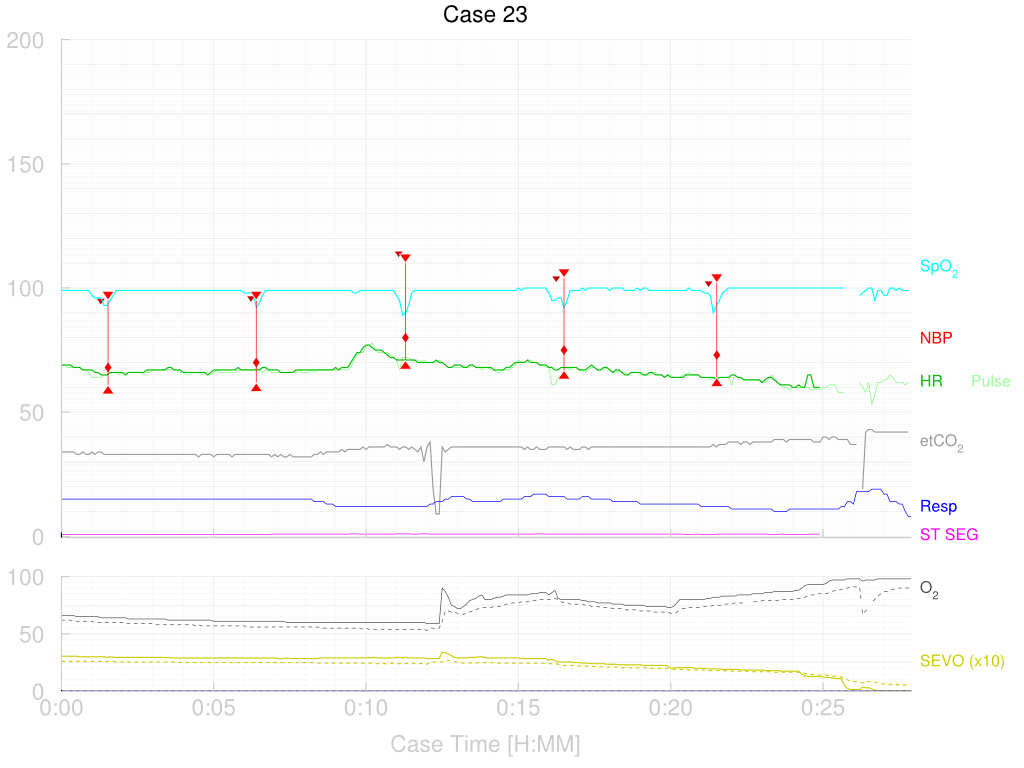 Case 23
200
150
100
50
0
SpO2
NBP
HR Pulse
etCO2
Resp
ST SEG
100
50
0
O2
SEVO (x10)
0:00 0:05 0:10 0:15 0:20 0:25
Case Time [H:MM]